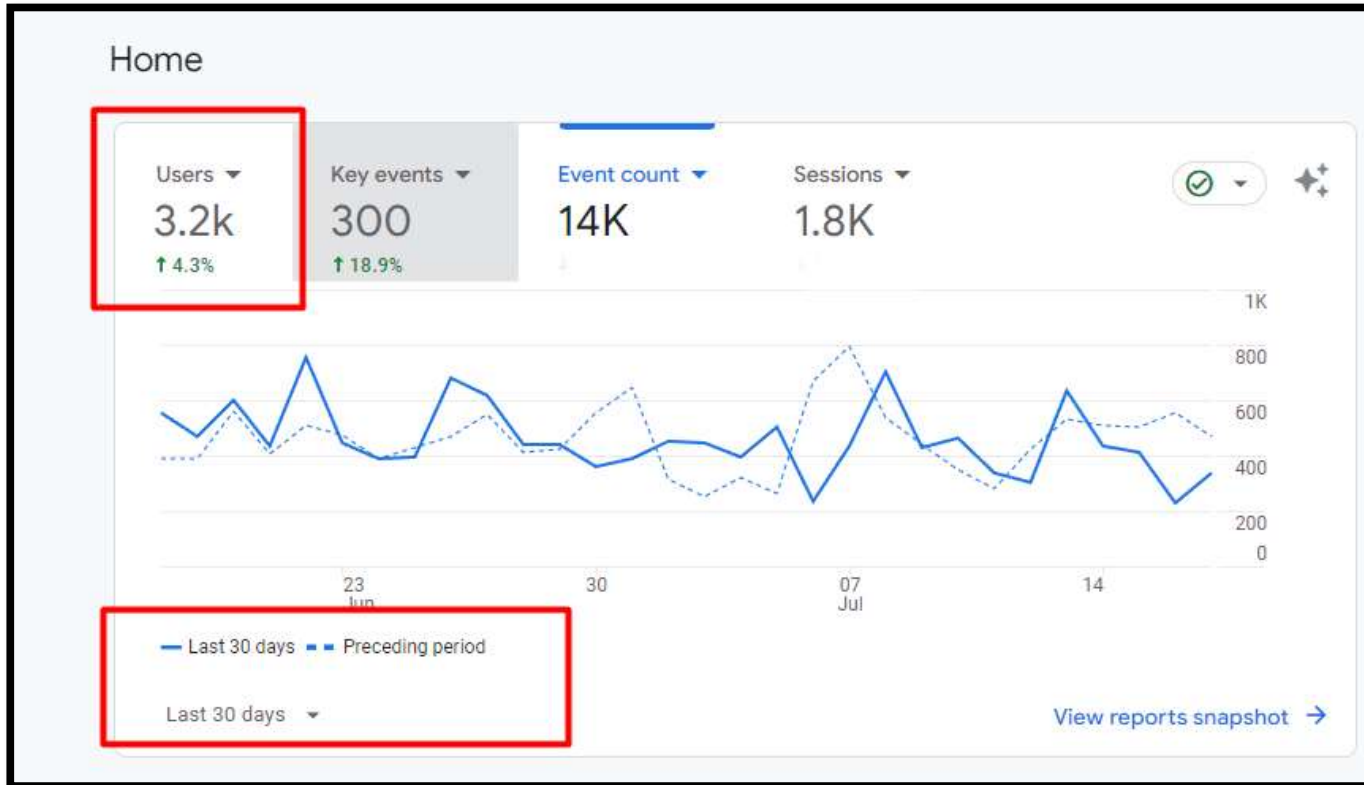 Home
Users Key events Event count Sessions
3.2k 300 14K 1.8K
4.3% 18.9%
1K
800
600
400
200
0
23 30 07 14
Jun Jul
Last 30 days Preceding period
Last 30 days View reports snapshot